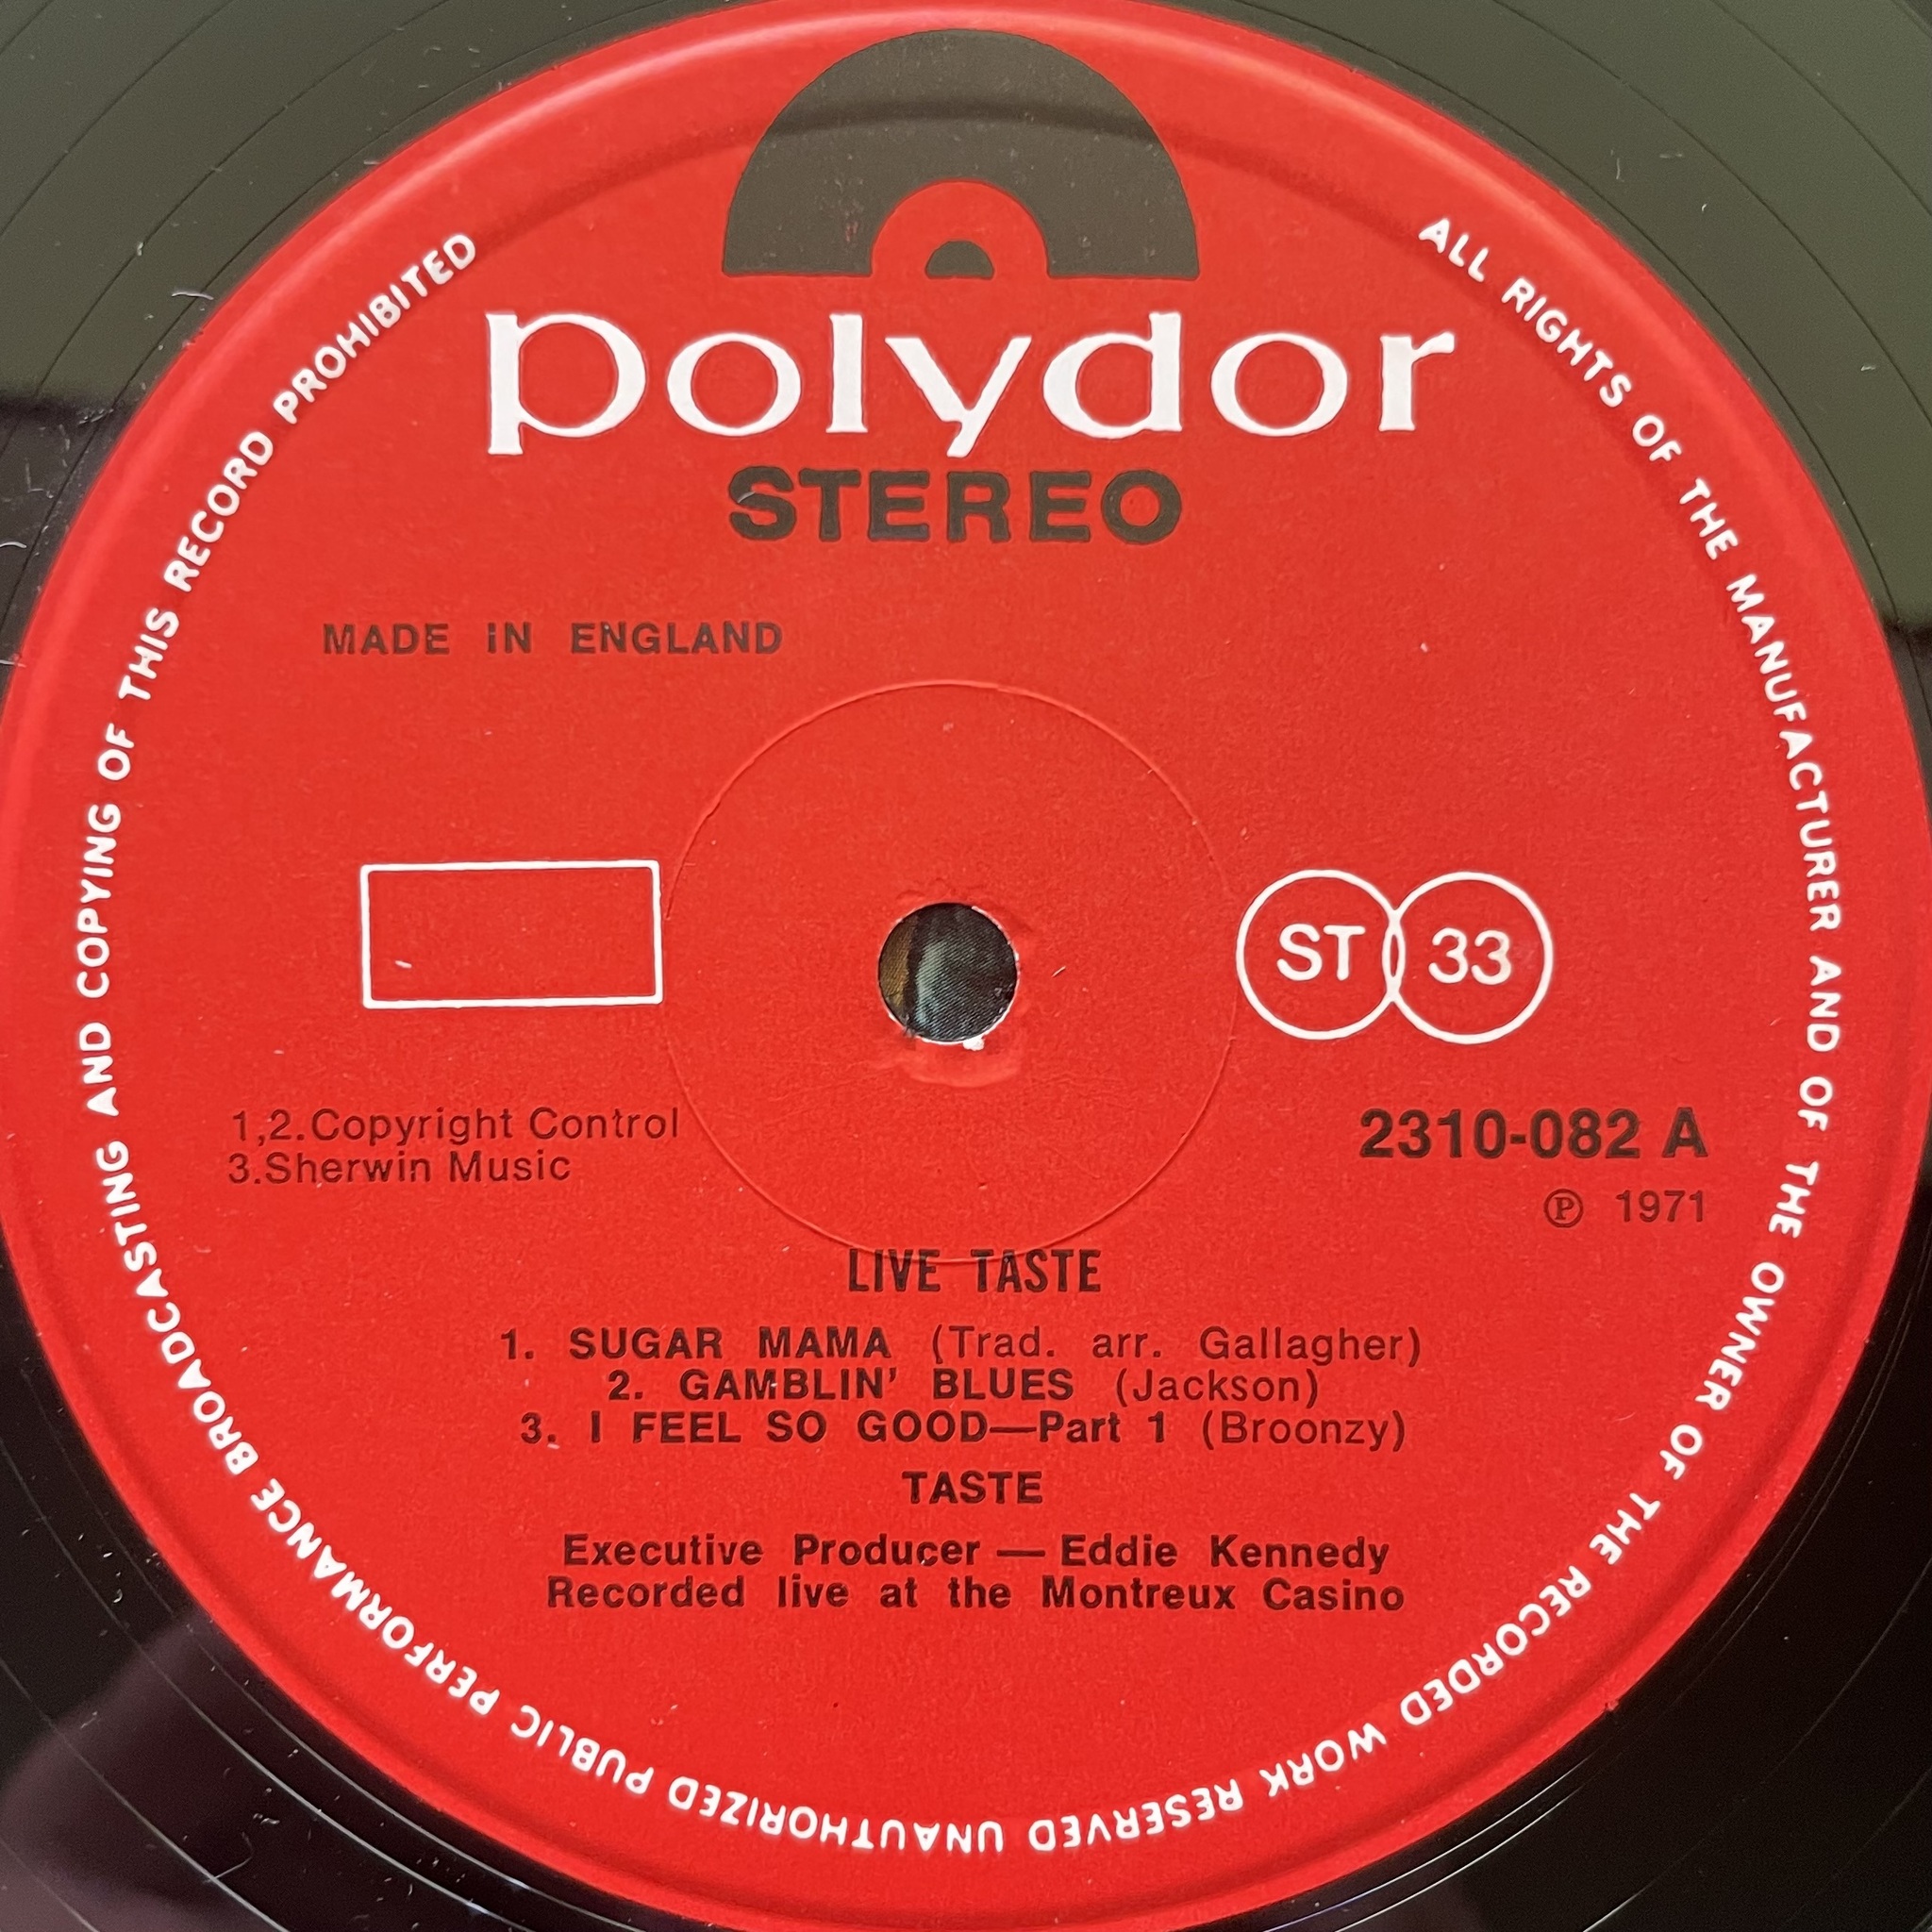 polydor
STEREO
MADE IN ENGLAND
ST 33
1,2.Copyright Control
3.Sherwin Music
2310-082 A
℗ 1971
LIVE TASTE
1. SUGAR MAMA (Trad. arr. Gallagher)
2. GAMBLIN' BLUES (Jackson)
3. I FEEL SO GOOD—Part 1 (Broonzy)
TASTE
Executive Producer — Eddie Kennedy
Recorded live at the Montreux Casino
ALL RIGHTS OF THE MANUFACTURER AND OF THE OWNER OF THE RECORDED WORK RESERVED UNAUTHORIZED PUBLIC PERFORMANCE BROADCASTING AND COPYING OF THIS RECORD PROHIBITED